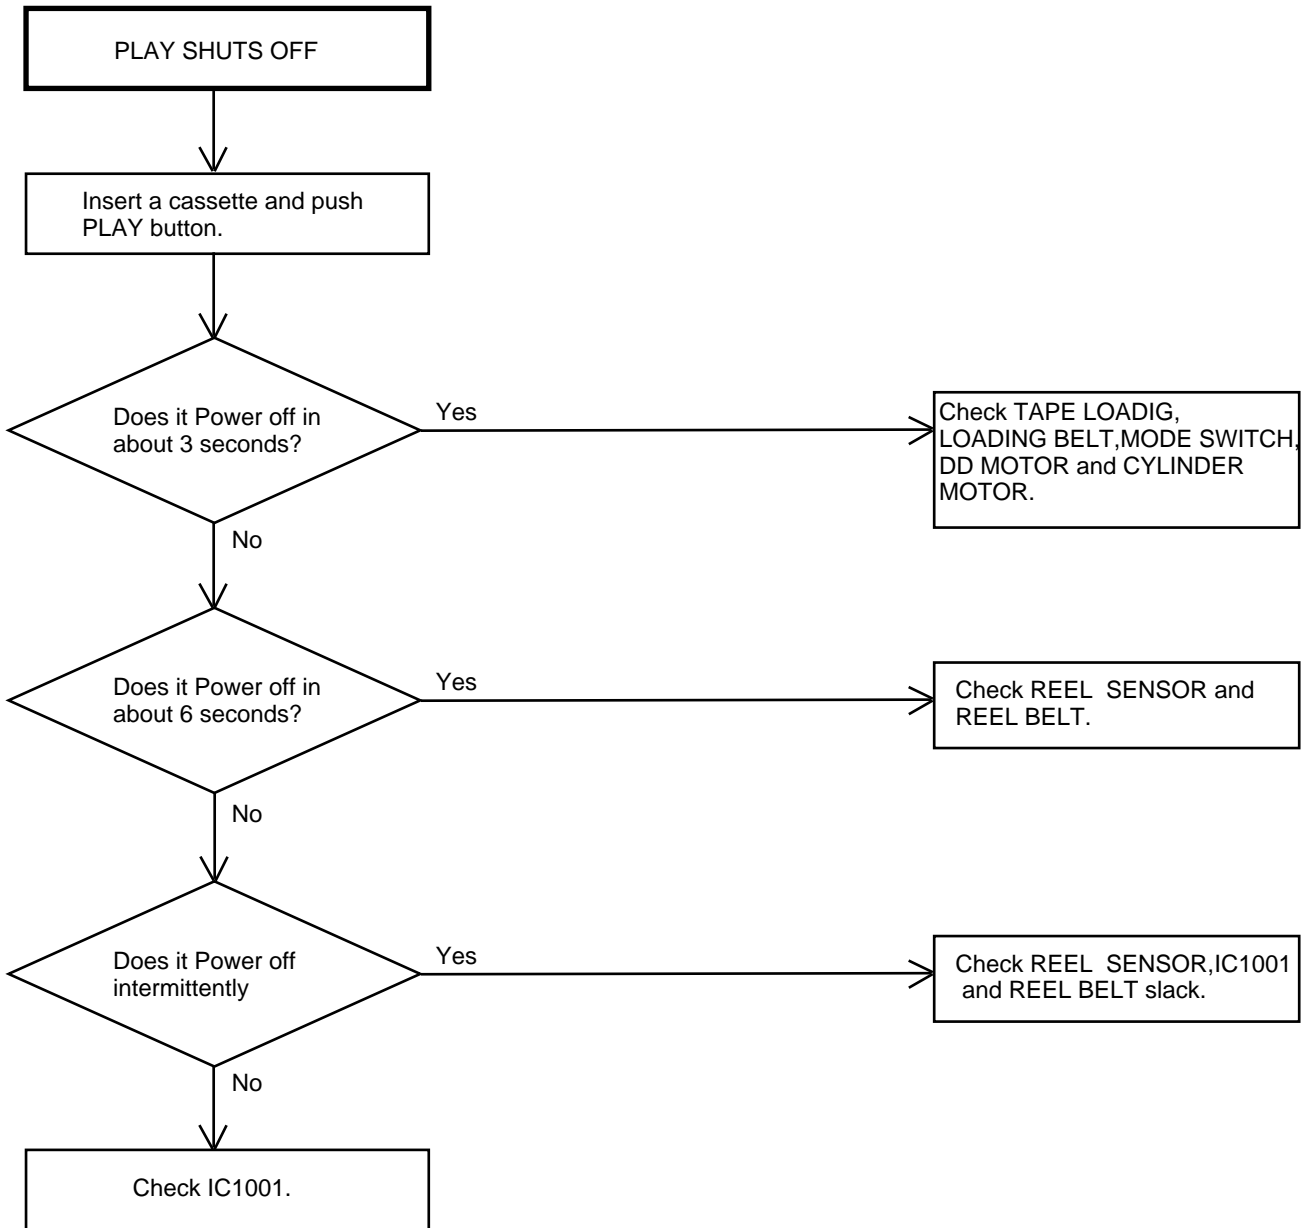 PLAY SHUTS OFF
Insert a cassette and push
PLAY button.
Does it Power off in
about 3 seconds?
Yes
Check TAPE LOADIG,
LOADING BELT,MODE SWITCH,
DD MOTOR and CYLINDER
MOTOR.
No
Does it Power off in
about 6 seconds?
Yes
Check REEL  SENSOR and
REEL BELT.
No
Does it Power off
intermittently
Yes
Check REEL  SENSOR,IC1001
and REEL BELT slack.
No
Check IC1001.